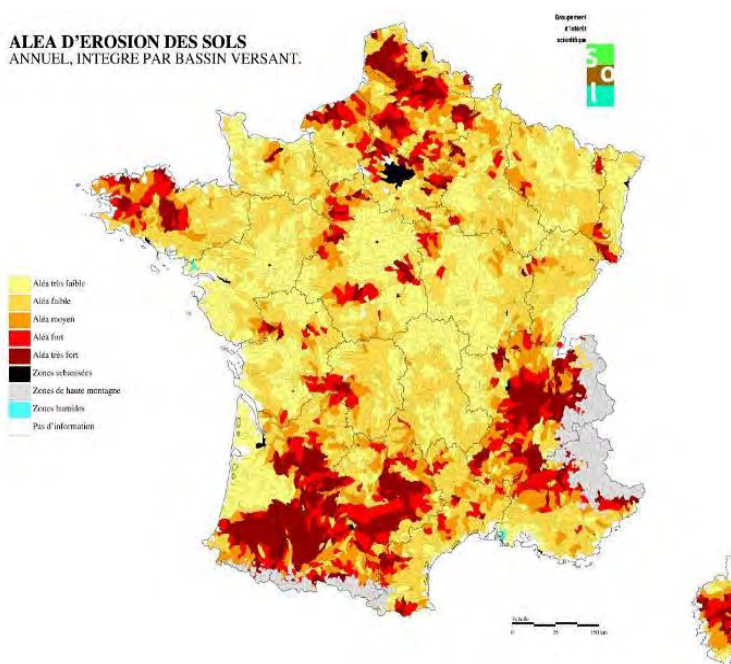 Groupement
d'Intérêt
scientifique
S
O
l
ALEA D'EROSION DES SOLS
ANNUEL, INTEGRE PAR BASSIN VERSANT.
Aléa très faible
Aléa faible
Aléa moyen
Aléa fort
Aléa très fort
Zones urbanisées
Zones de haute montagne
Zones humides
Pas d'information
Echelle
0 75 150 km